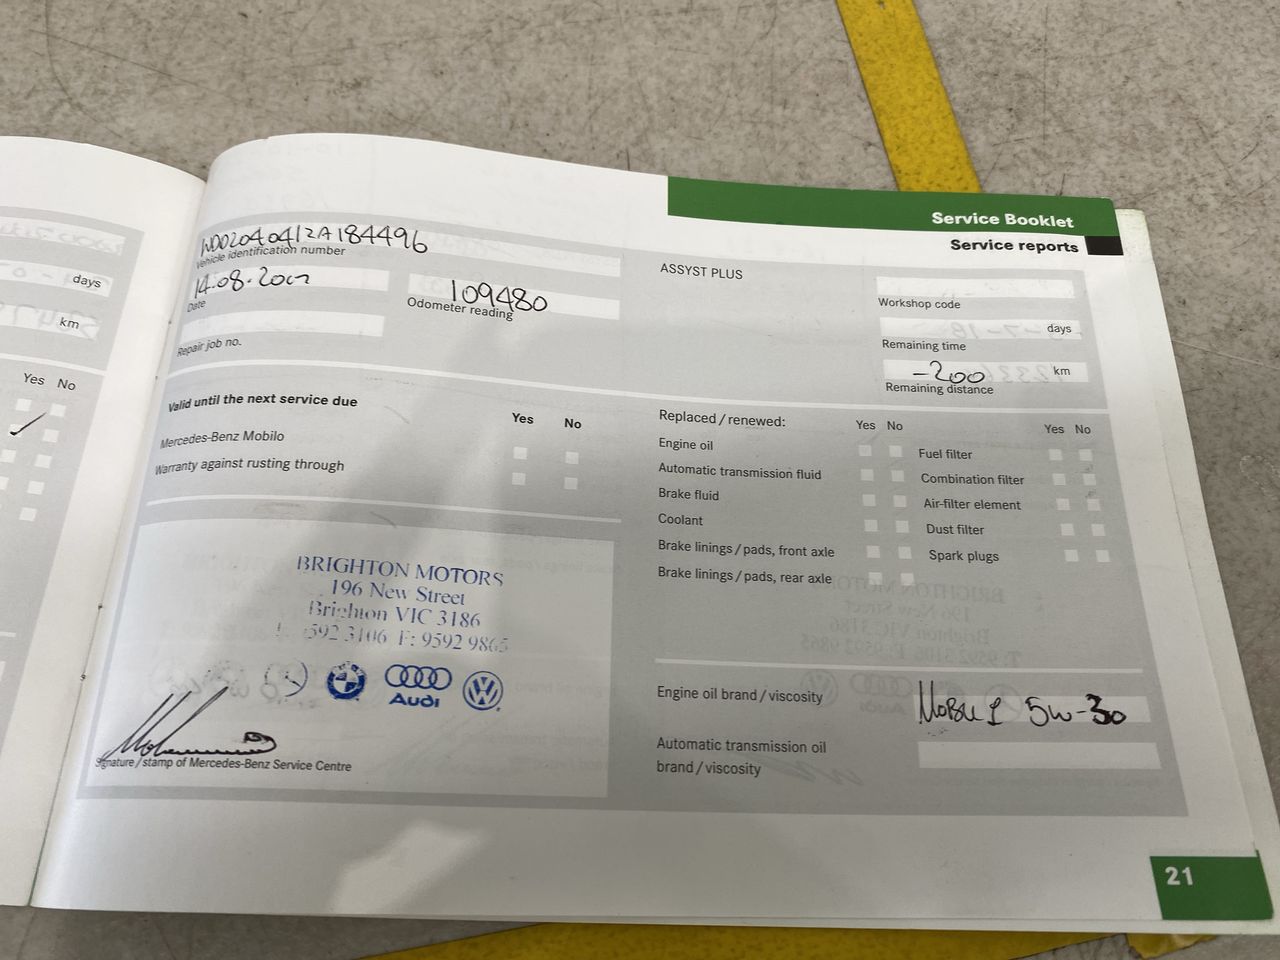 Service Booklet
Service reports
WDD2040412A184496
Vehicle identification number
14.08.2017
Date
109480
Odometer reading
Repair job no.
ASSYST PLUS
Workshop code
days
Remaining time
-200 km
Remaining distance
days
km
Yes No
Valid until the next service due
Yes No
Mercedes-Benz Mobilo
Warranty against rusting through
Replaced / renewed:
Yes No
Engine oil
Automatic transmission fluid
Brake fluid
Coolant
Brake linings / pads, front axle
Brake linings / pads, rear axle
Yes No
Fuel filter
Combination filter
Air-filter element
Dust filter
Spark plugs
BRIGHTON MOTORS
196 New Street
Brighton VIC 3186
592 3106 F: 9592 9865
Audi
Signature / stamp of Mercedes-Benz Service Centre
Engine oil brand / viscosity
MOBIL 1 5W-30
Automatic transmission oil
brand / viscosity
21